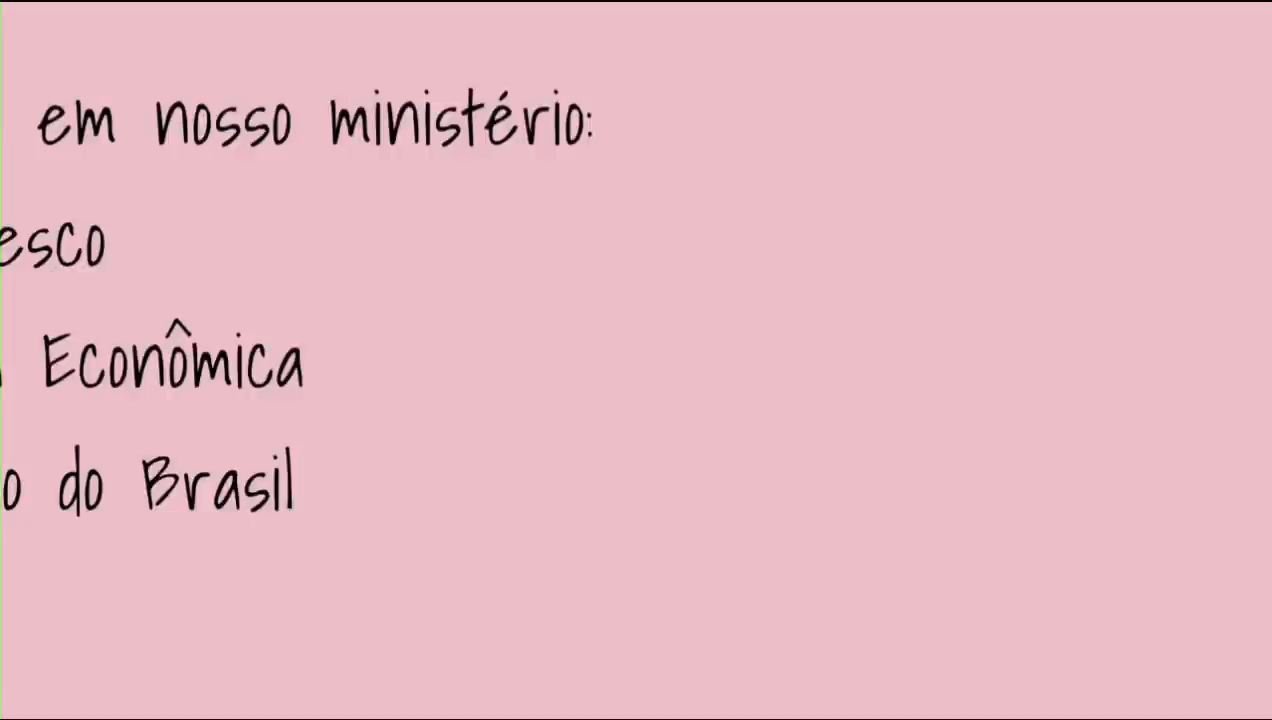 em nosso ministério:
esco
Econômica
o do Brasil